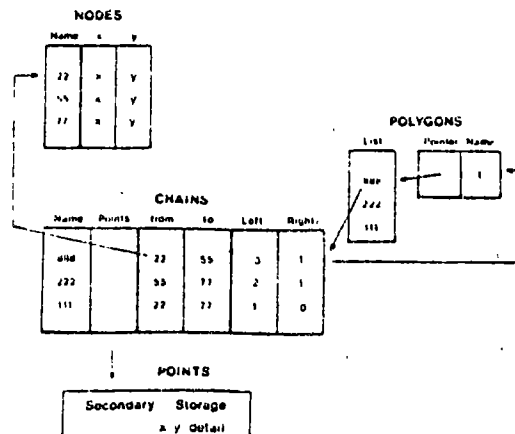 NODES
Name x y
22 x y
55 x y
77 x y
POLYGONS
List Pointer Name
1
222
111
CHAINS
Name Points from to Left Right
22 55 3 1
222 55 77 2 1
111 22 77 1 0
POINTS
Secondary Storage
x y detail